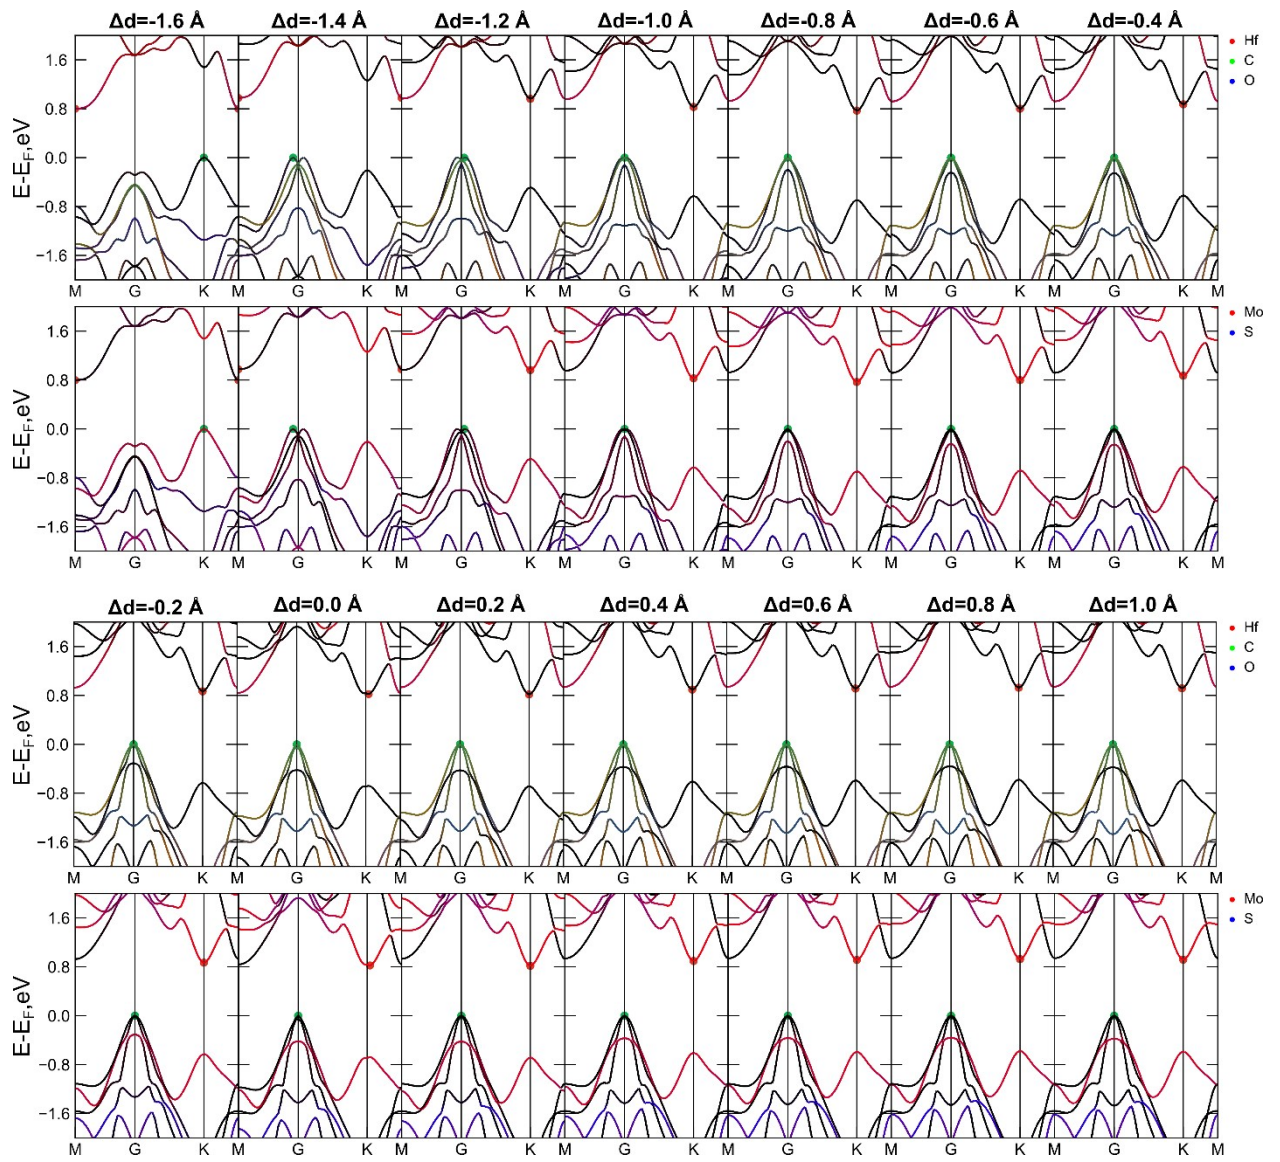 Δd=-1.6 Å Δd=-1.4 Å Δd=-1.2 Å Δd=-1.0 Å Δd=-0.8 Å Δd=-0.6 Å Δd=-0.4 Å
E-E_F,eV
1.6
0.8
0.0
−0.8
−1.6
Hf
C
O
M G K M G K M G K M G K M G K M G K M G K M
E-E_F,eV
1.6
0.8
0.0
−0.8
−1.6
Mo
S
M G K M G K M G K M G K M G K M G K M G K M
Δd=-0.2 Å Δd=0.0 Å Δd=0.2 Å Δd=0.4 Å Δd=0.6 Å Δd=0.8 Å Δd=1.0 Å
E-E_F,eV
1.6
0.8
0.0
−0.8
−1.6
Hf
C
O
M G K M G K M G K M G K M G K M G K M G K M
E-E_F,eV
1.6
0.8
0.0
−0.8
−1.6
Mo
S
M G K M G K M G K M G K M G K M G K M G K M